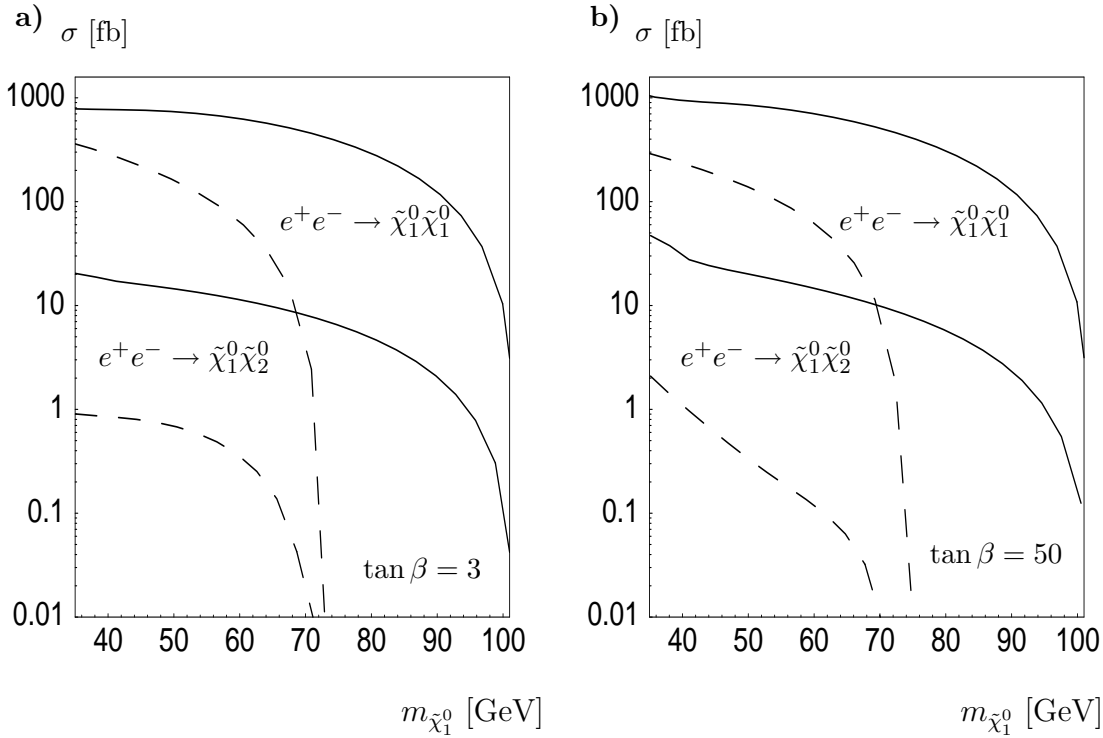 a)
σ [fb]
1000
100
10
1
0.1
0.01
40 50 60 70 80 90 100
e⁺e⁻ → χ̃₁⁰χ̃₁⁰
e⁺e⁻ → χ̃₁⁰χ̃₂⁰
tan β = 3
m_χ̃₁⁰ [GeV]
b)
σ [fb]
1000
100
10
1
0.1
0.01
40 50 60 70 80 90 100
e⁺e⁻ → χ̃₁⁰χ̃₁⁰
e⁺e⁻ → χ̃₁⁰χ̃₂⁰
tan β = 50
m_χ̃₁⁰ [GeV]